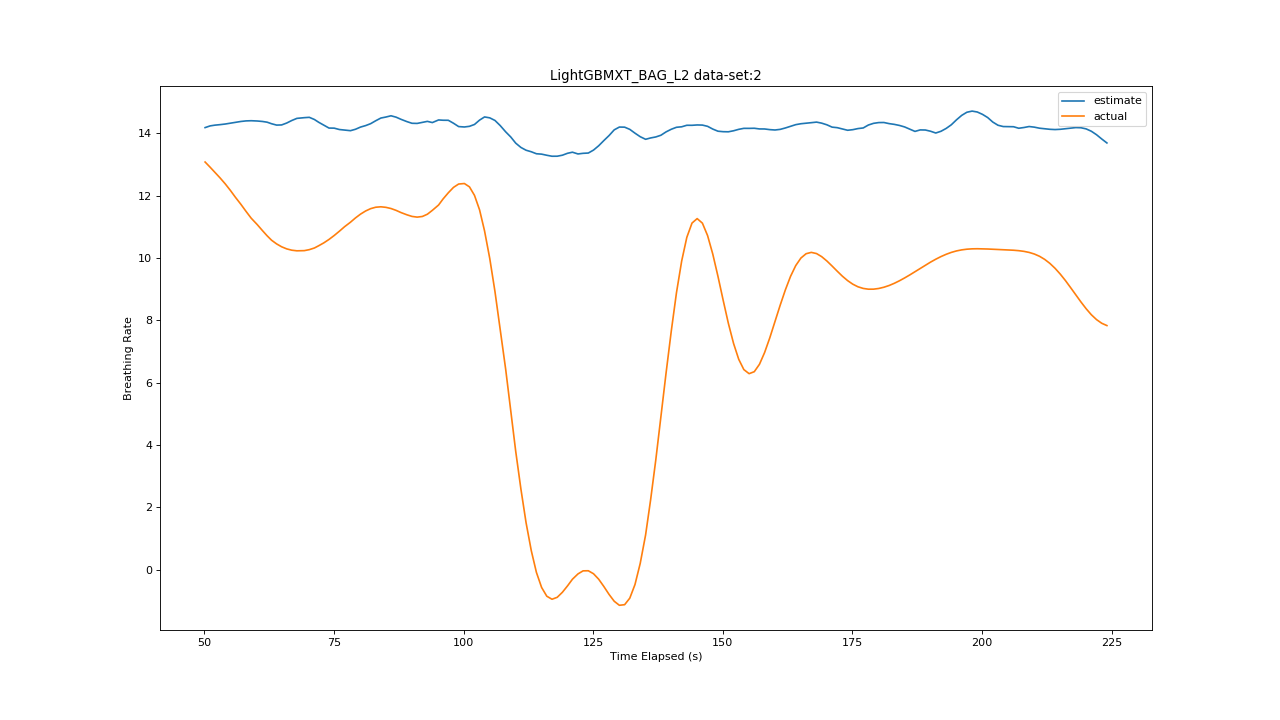 LightGBMXT_BAG_L2 data-set:2
estimate
actual
14
12
10
8
6
4
2
0
Breathing Rate
50 75 100 125 150 175 200 225
Time Elapsed (s)